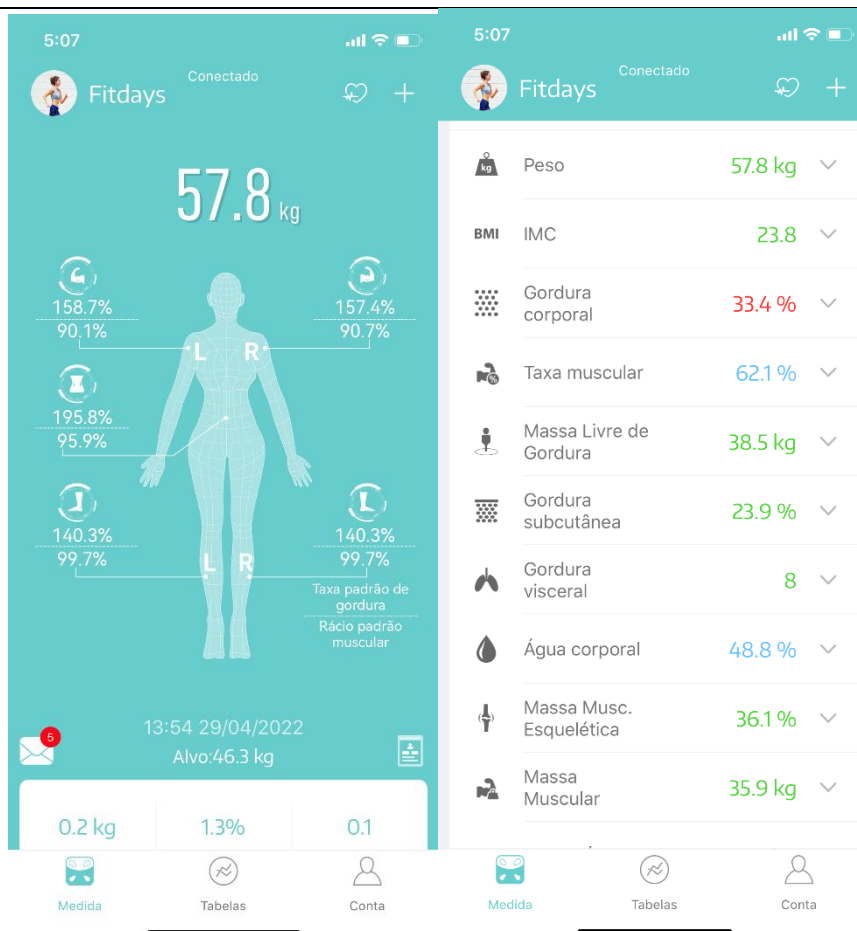 5:07
Fitdays
Conectado
57.8 kg
158.7%
90.1%
157.4%
90.7%
L R
195.8%
95.9%
140.3%
99.7%
140.3%
99.7%
L R
Taxa padrão de
gordura
Rácio padrão
muscular
5
13:54 29/04/2022
Alvo:46.3 kg
0.2 kg
1.3%
0.1
Medida
Tabelas
Conta
5:07
Fitdays
Conectado
kg
Peso
57.8 kg
BMI
IMC
23.8
Gordura
corporal
33.4 %
%
Taxa muscular
62.1 %
Massa Livre de
Gordura
38.5 kg
Gordura
subcutânea
23.9 %
Gordura
visceral
8
Água corporal
48.8 %
Massa Musc.
Esquelética
36.1 %
Massa
Muscular
35.9 kg
Medida
Tabelas
Conta